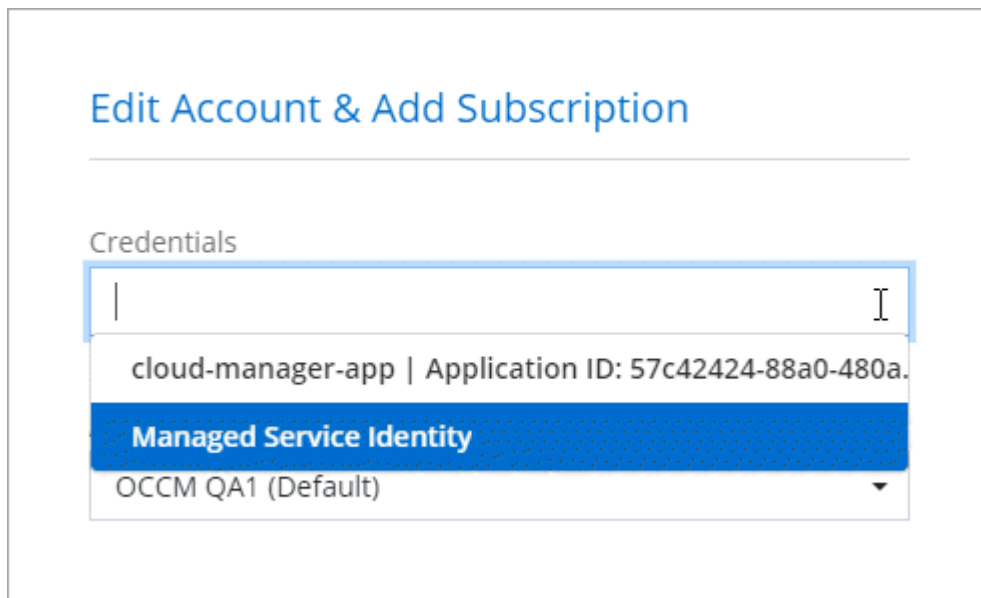 Edit Account & Add Subscription
Credentials
cloud-manager-app | Application ID: 57c42424-88a0-480a.
Managed Service Identity
OCCM QA1 (Default)